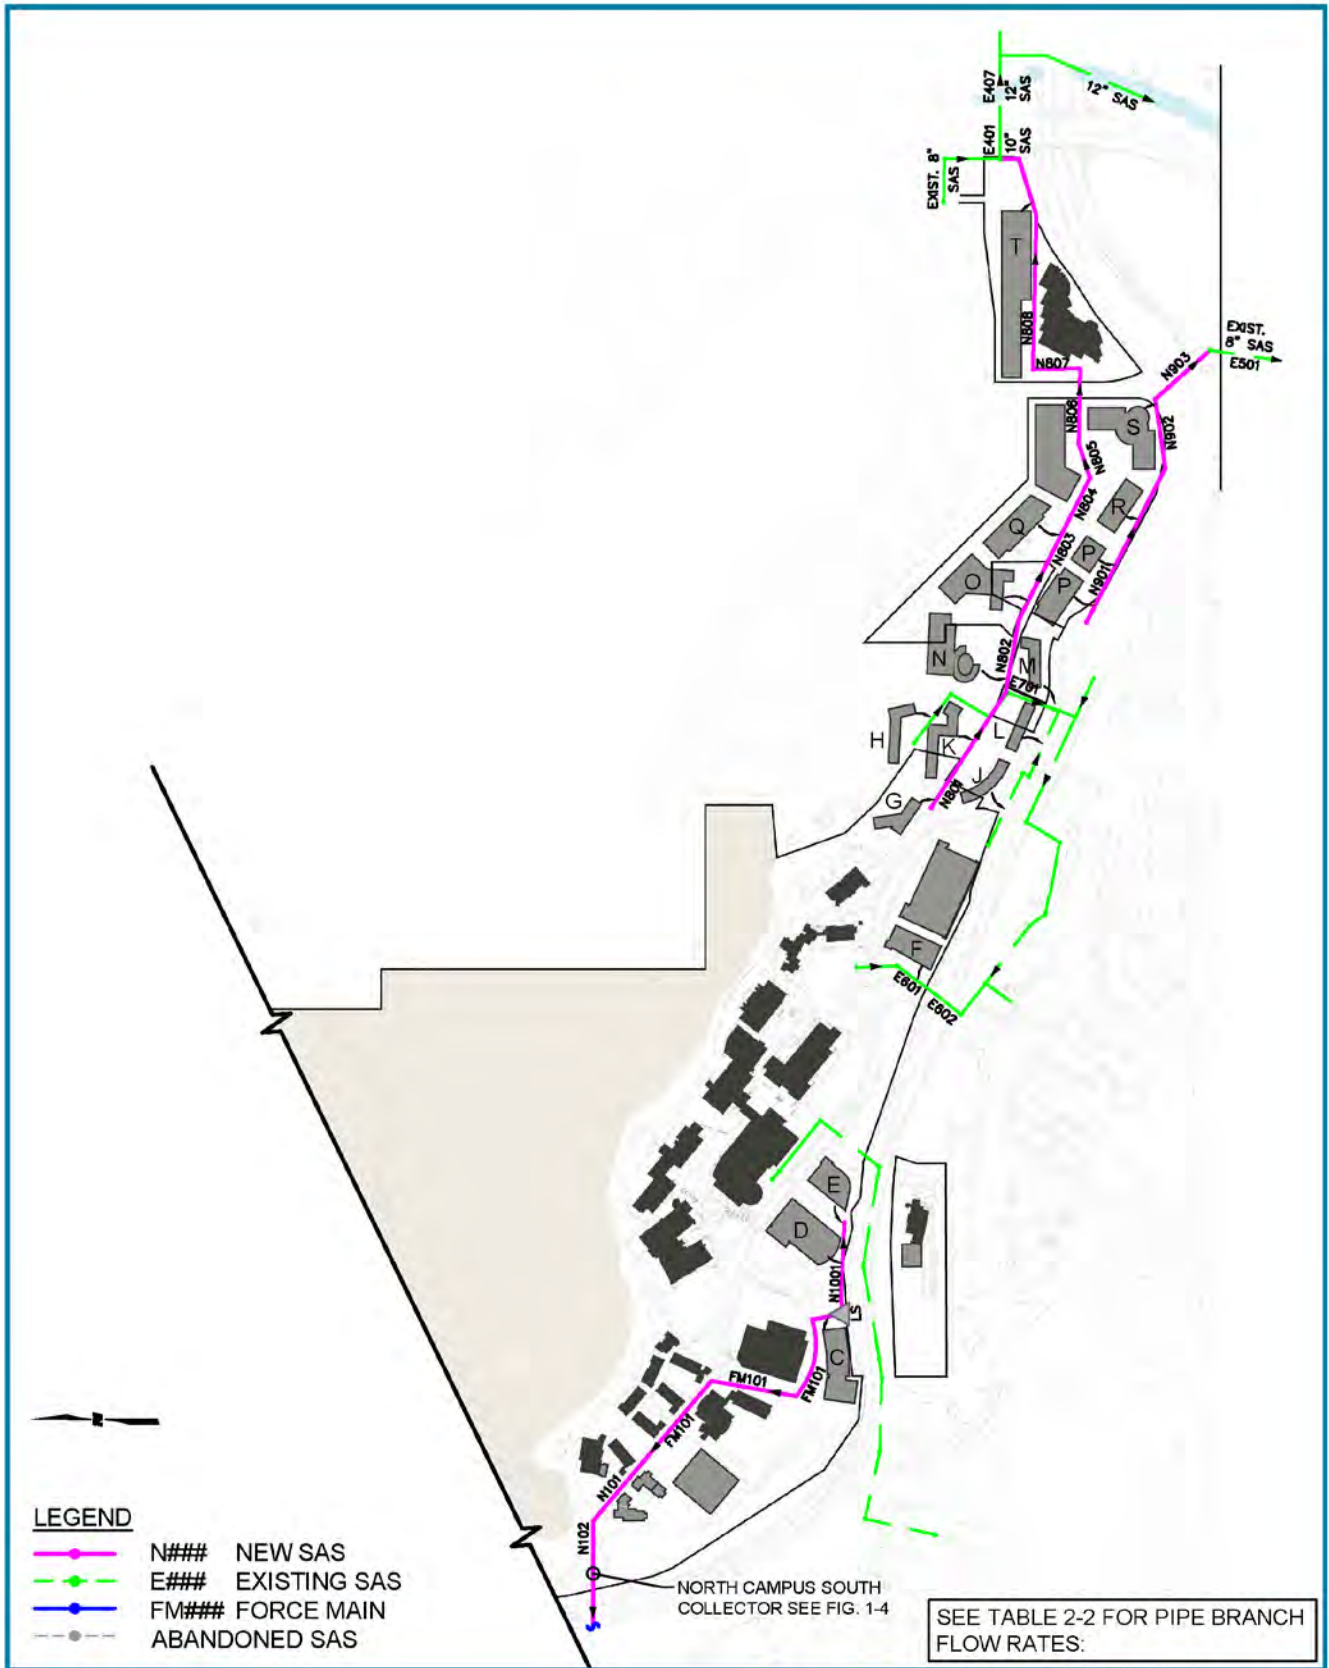 E407
12"
SAS
12" SAS
E401
10"
SAS
EXIST. 8"
SAS
T
N808
N807
EXIST.
8" SAS
E501
N903
N806
S
N902
N805
N804
R
Q
N803
P
P
N901
O
N802
N
M
E701
H
K
L
J
G
N801
F
E601
E602
E
D
N1001
LS
C
FM101
FM101
FM101
N101
N102
N
LEGEND
N### NEW SAS
E### EXISTING SAS
FM### FORCE MAIN
ABANDONED SAS
NORTH CAMPUS SOUTH
COLLECTOR SEE FIG. 1-4
SEE TABLE 2-2 FOR PIPE BRANCH
FLOW RATES: